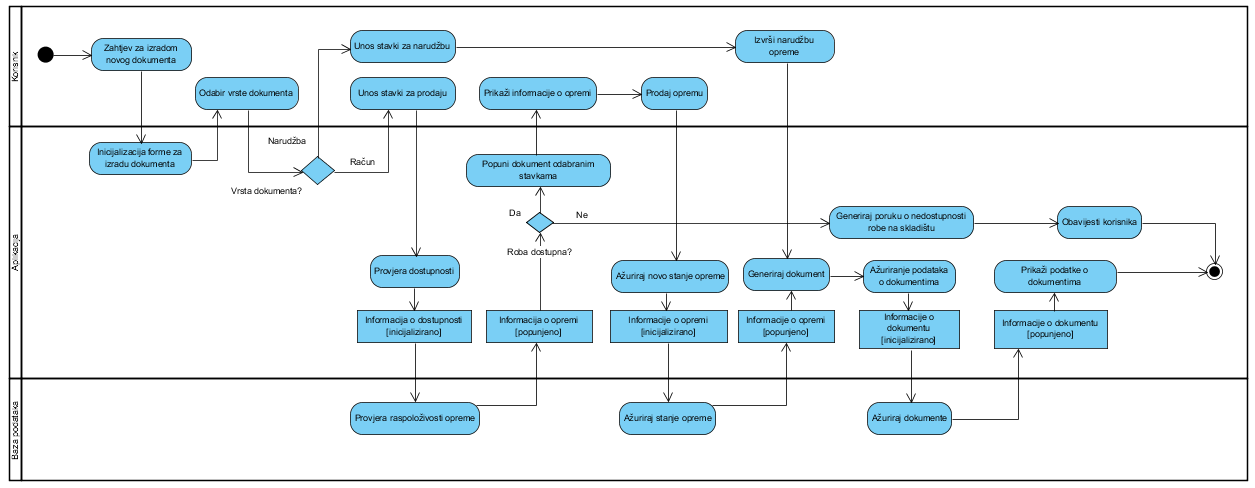 Korisnik
Zahtjev za izradom
novog dokumenta
Odabir vrste dokumenta
Unos stavki za narudžbu
Unos stavki za prodaju
Prikaži informacije o opremi
Prodaj opremu
Izvrši narudžbu
opreme
Aplikacija
Inicijalizacija forme za
izradu dokumenta
Narudžba
Račun
Vrsta dokumenta?
Popuni dokument odabranim
stavkama
Da
Ne
Roba dostupna?
Generiraj poruku o nedostupnosti
robe na skladištu
Obavijesti korisnika
Provjera dostupnosti
Ažuriraj novo stanje opreme
Generiraj dokument
Ažuriranje podataka
o dokumentima
Prikaži podatke o
dokumentima
Informacija o dostupnosti
[inicijalizirano]
Informacija o opremi
[popunjeno]
Informacije o opremi
[inicijalizirano]
Informacije o opremi
[popunjeno]
Informacije o
dokumentu
[inicijalizirano]
Informacije o dokumentu
[popunjeno]
Baza podataka
Provjera raspoloživosti opreme
Ažuriraj stanje opreme
Ažuriraj dokumente